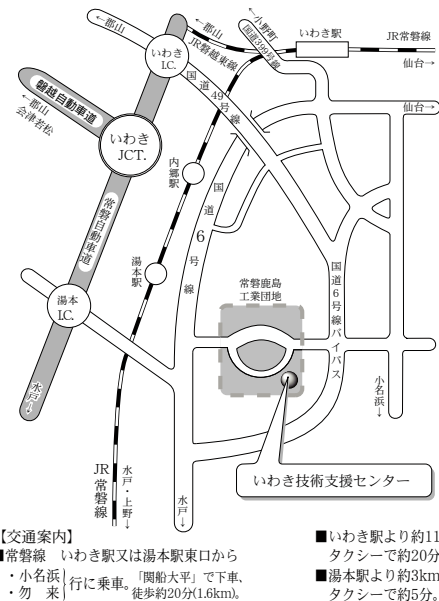 ←郡山
いわき
I.C.
←郡山
JR磐越東線
←小野町
国道399号線
いわき駅
JR常磐線
仙台→
仙台→
磐越自動車道
←郡山
会津若松
いわき
JCT.
国道49号線
内郷駅
国道6号線
常磐自動車道
湯本駅
湯本
I.C.
常磐鹿島
工業団地
国道6号線バイパス
小名浜→
水戸→
JR常磐線
水戸・上野→
水戸→
いわき技術支援センター
【交通案内】
■常磐線 いわき駅又は湯本駅東口から
・小名浜
・勿 来
行に乗車。「関船大平」で下車、
徒歩約20分(1.6km)。
■いわき駅より約11
タクシーで約20分
■湯本駅より約3km
タクシーで約5分。